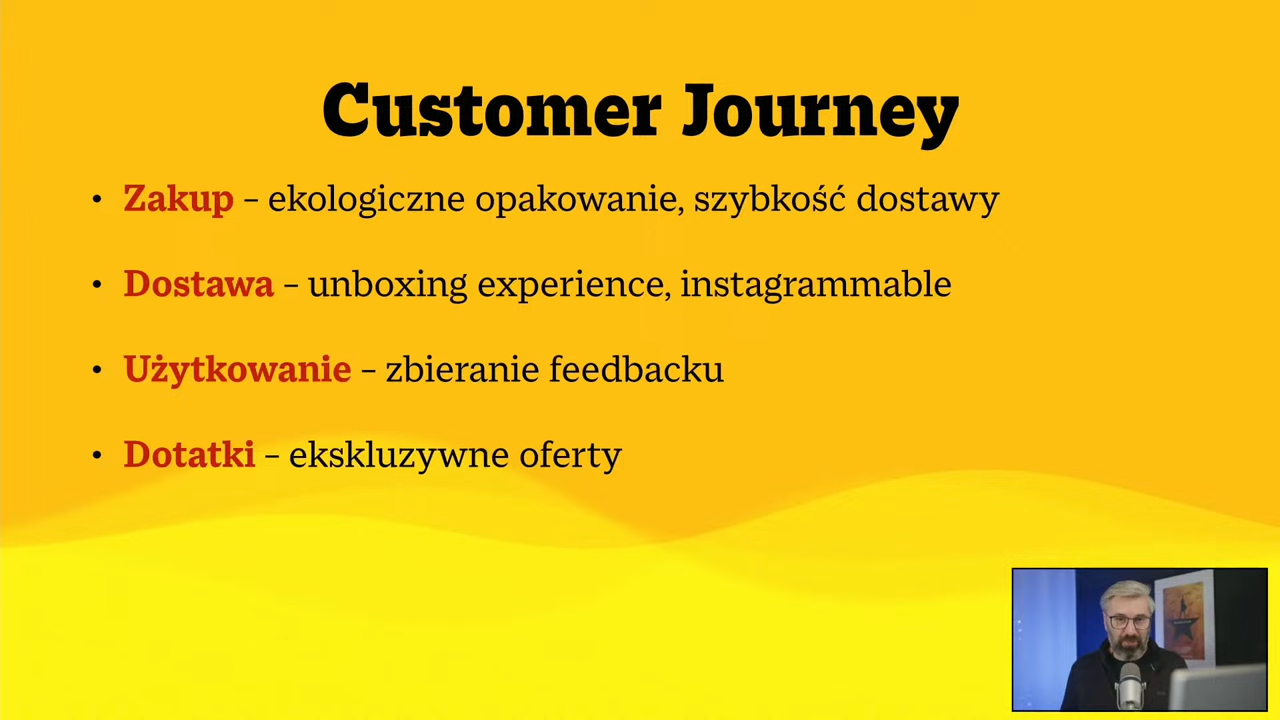 Customer Journey
• Zakup – ekologiczne opakowanie, szybkość dostawy
• Dostawa – unboxing experience, instagrammable
• Użytkowanie – zbieranie feedbacku
• Dotatki – ekskluzywne oferty